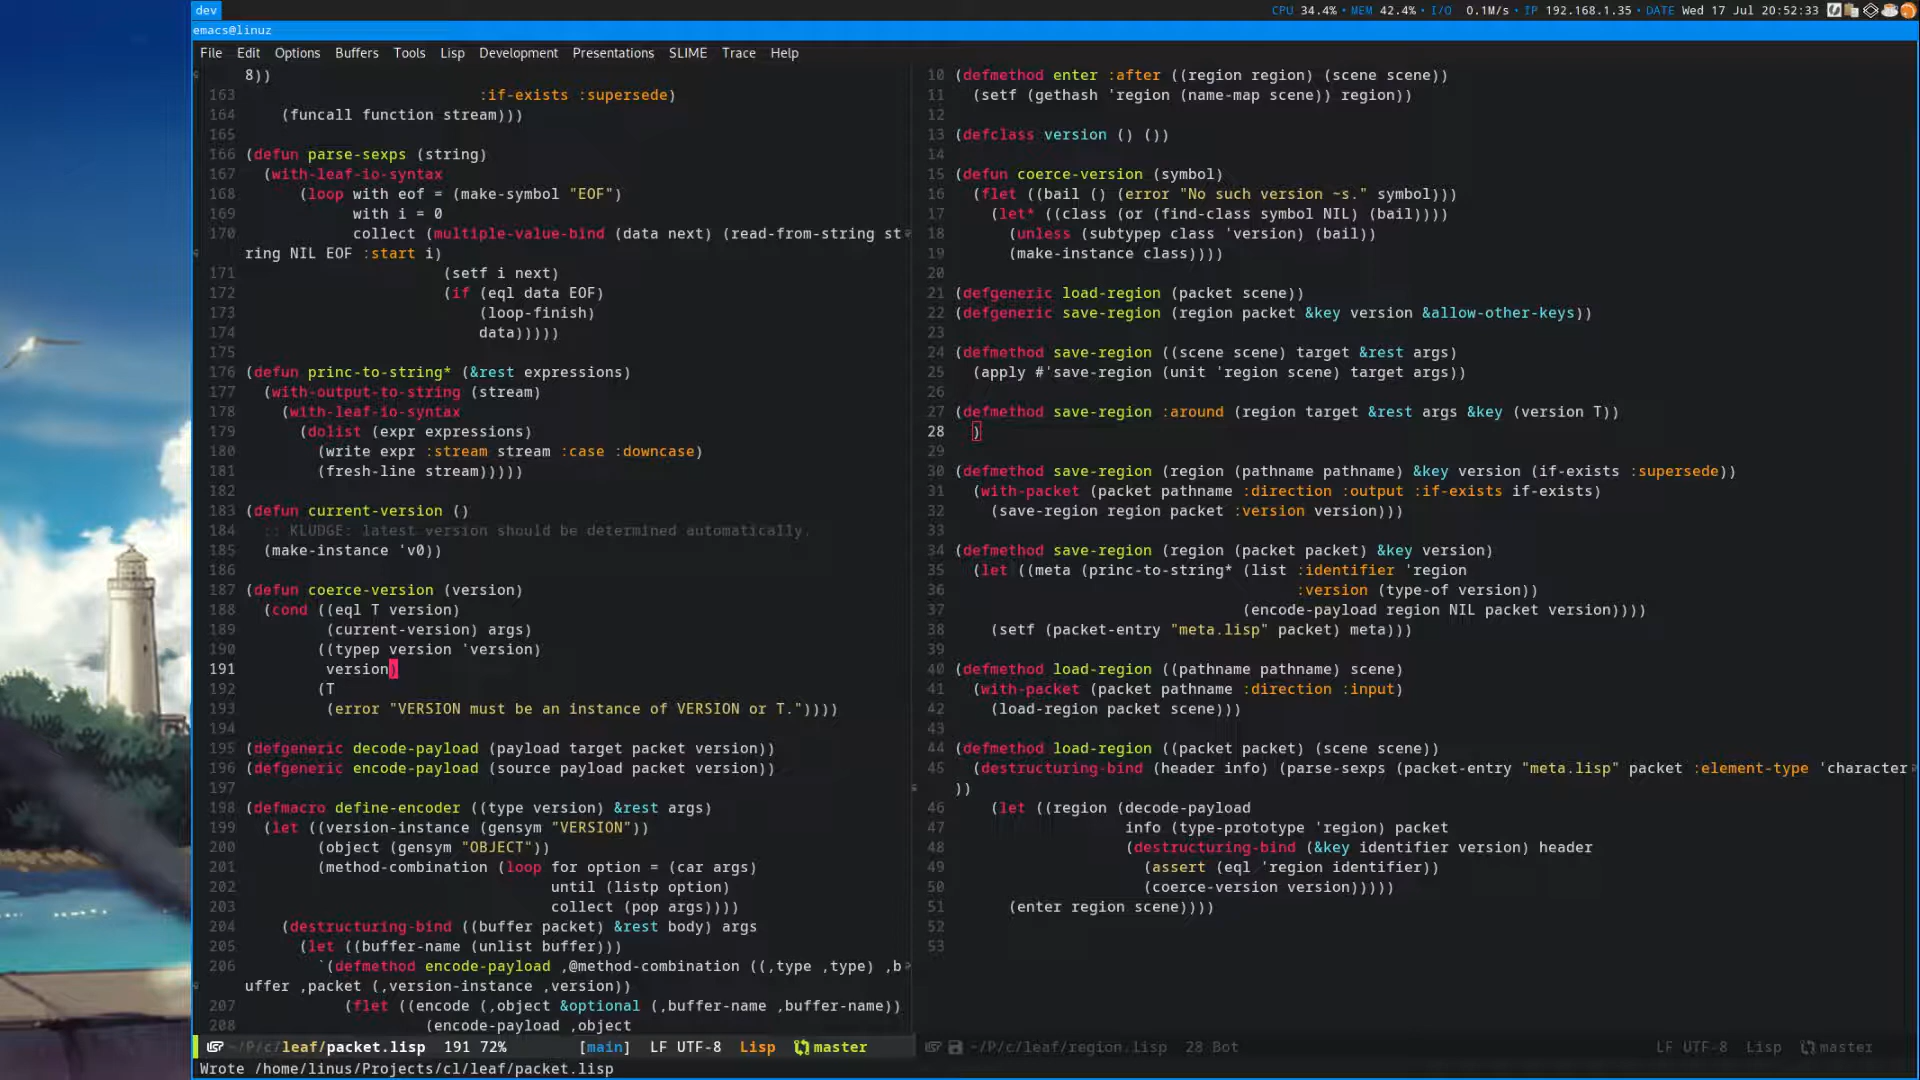 dev
CPU 34.4% • MEM 42.4% • I/O 0.1M/s • IP 192.168.1.35 • DATE Wed 17 Jul 20:52:33
emacs@linuz
File Edit Options Buffers Tools Lisp Development Presentations SLIME Trace Help
8))
163 :if-exists :supersede)
164 (funcall function stream)))
165
166 (defun parse-sexps (string)
167 (with-leaf-io-syntax
168 (loop with eof = (make-symbol "EOF")
169 with i = 0
170 collect (multiple-value-bind (data next) (read-from-string st
ring NIL EOF :start i)
171 (setf i next)
172 (if (eql data EOF)
173 (loop-finish)
174 data)))))
175
176 (defun princ-to-string* (&rest expressions)
177 (with-output-to-string (stream)
178 (with-leaf-io-syntax
179 (dolist (expr expressions)
180 (write expr :stream stream :case :downcase)
181 (fresh-line stream)))))
182
183 (defun current-version ()
184 ;; KLUDGE: latest version should be determined automatically.
185 (make-instance 'v0))
186
187 (defun coerce-version (version)
188 (cond ((eql T version)
189 (current-version) args)
190 ((typep version 'version)
191 version)
192 (T
193 (error "VERSION must be an instance of VERSION or T."))))
194
195 (defgeneric decode-payload (payload target packet version))
196 (defgeneric encode-payload (source payload packet version))
197
198 (defmacro define-encoder ((type version) &rest args)
199 (let ((version-instance (gensym "VERSION"))
200 (object (gensym "OBJECT"))
201 (method-combination (loop for option = (car args)
202 until (listp option)
203 collect (pop args))))
204 (destructuring-bind ((buffer packet) &rest body) args
205 (let ((buffer-name (unlist buffer)))
206 `(defmethod encode-payload ,@method-combination ((,type ,type) ,b
uffer ,packet (,version-instance ,version))
207 (flet ((encode (,object &optional (,buffer-name ,buffer-name))
208 (encode-payload ,object
~/P/c/leaf/packet.lisp 191 72% [main] LF UTF-8 Lisp master
Wrote /home/linus/Projects/cl/leaf/packet.lisp
10 (defmethod enter :after ((region region) (scene scene))
11 (setf (gethash 'region (name-map scene)) region))
12
13 (defclass version () ())
14
15 (defun coerce-version (symbol)
16 (flet ((bail () (error "No such version ~s." symbol)))
17 (let* ((class (or (find-class symbol NIL) (bail))))
18 (unless (subtypep class 'version) (bail))
19 (make-instance class))))
20
21 (defgeneric load-region (packet scene))
22 (defgeneric save-region (region packet &key version &allow-other-keys))
23
24 (defmethod save-region ((scene scene) target &rest args)
25 (apply #'save-region (unit 'region scene) target args))
26
27 (defmethod save-region :around (region target &rest args &key (version T))
28 )
29
30 (defmethod save-region (region (pathname pathname) &key version (if-exists :supersede))
31 (with-packet (packet pathname :direction :output :if-exists if-exists)
32 (save-region region packet :version version)))
33
34 (defmethod save-region (region (packet packet) &key version)
35 (let ((meta (princ-to-string* (list :identifier 'region
36 :version (type-of version))
37 (encode-payload region NIL packet version))))
38 (setf (packet-entry "meta.lisp" packet) meta)))
39
40 (defmethod load-region ((pathname pathname) scene)
41 (with-packet (packet pathname :direction :input)
42 (load-region packet scene)))
43
44 (defmethod load-region ((packet packet) (scene scene))
45 (destructuring-bind (header info) (parse-sexps (packet-entry "meta.lisp" packet :element-type 'character
))
46 (let ((region (decode-payload
47 info (type-prototype 'region) packet
48 (destructuring-bind (&key identifier version) header
49 (assert (eql 'region identifier))
50 (coerce-version version)))))
51 (enter region scene))))
52
53
~/P/c/leaf/region.lisp 28 Bot LF UTF-8 Lisp master